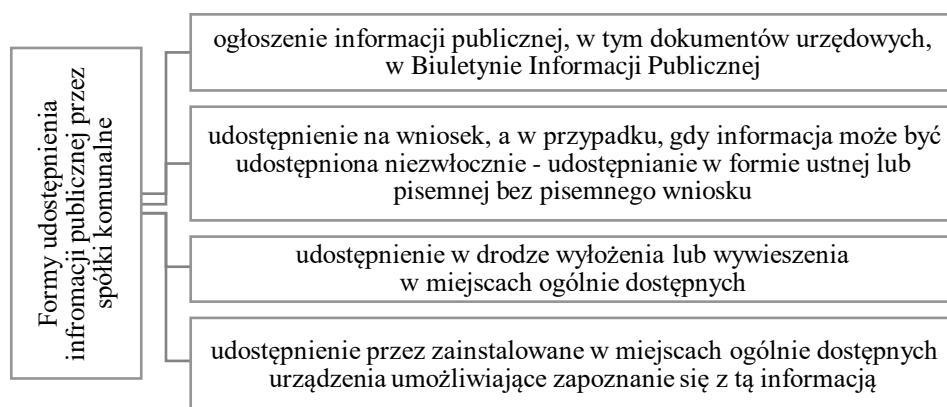 Formy udostępnienia
infromacji publicznej przez
spółki komunalne
ogłoszenie informacji publicznej, w tym dokumentów urzędowych,
w Biuletynie Informacji Publicznej
udostępnienie na wniosek, a w przypadku, gdy informacja może być
udostępniona niezwłocznie - udostępnianie w formie ustnej lub
pisemnej bez pisemnego wniosku
udostępnienie w drodze wyłożenia lub wywieszenia
w miejscach ogólnie dostępnych
udostępnienie przez zainstalowane w miejscach ogólnie dostępnych
urządzenia umożliwiające zapoznanie się z tą informacją